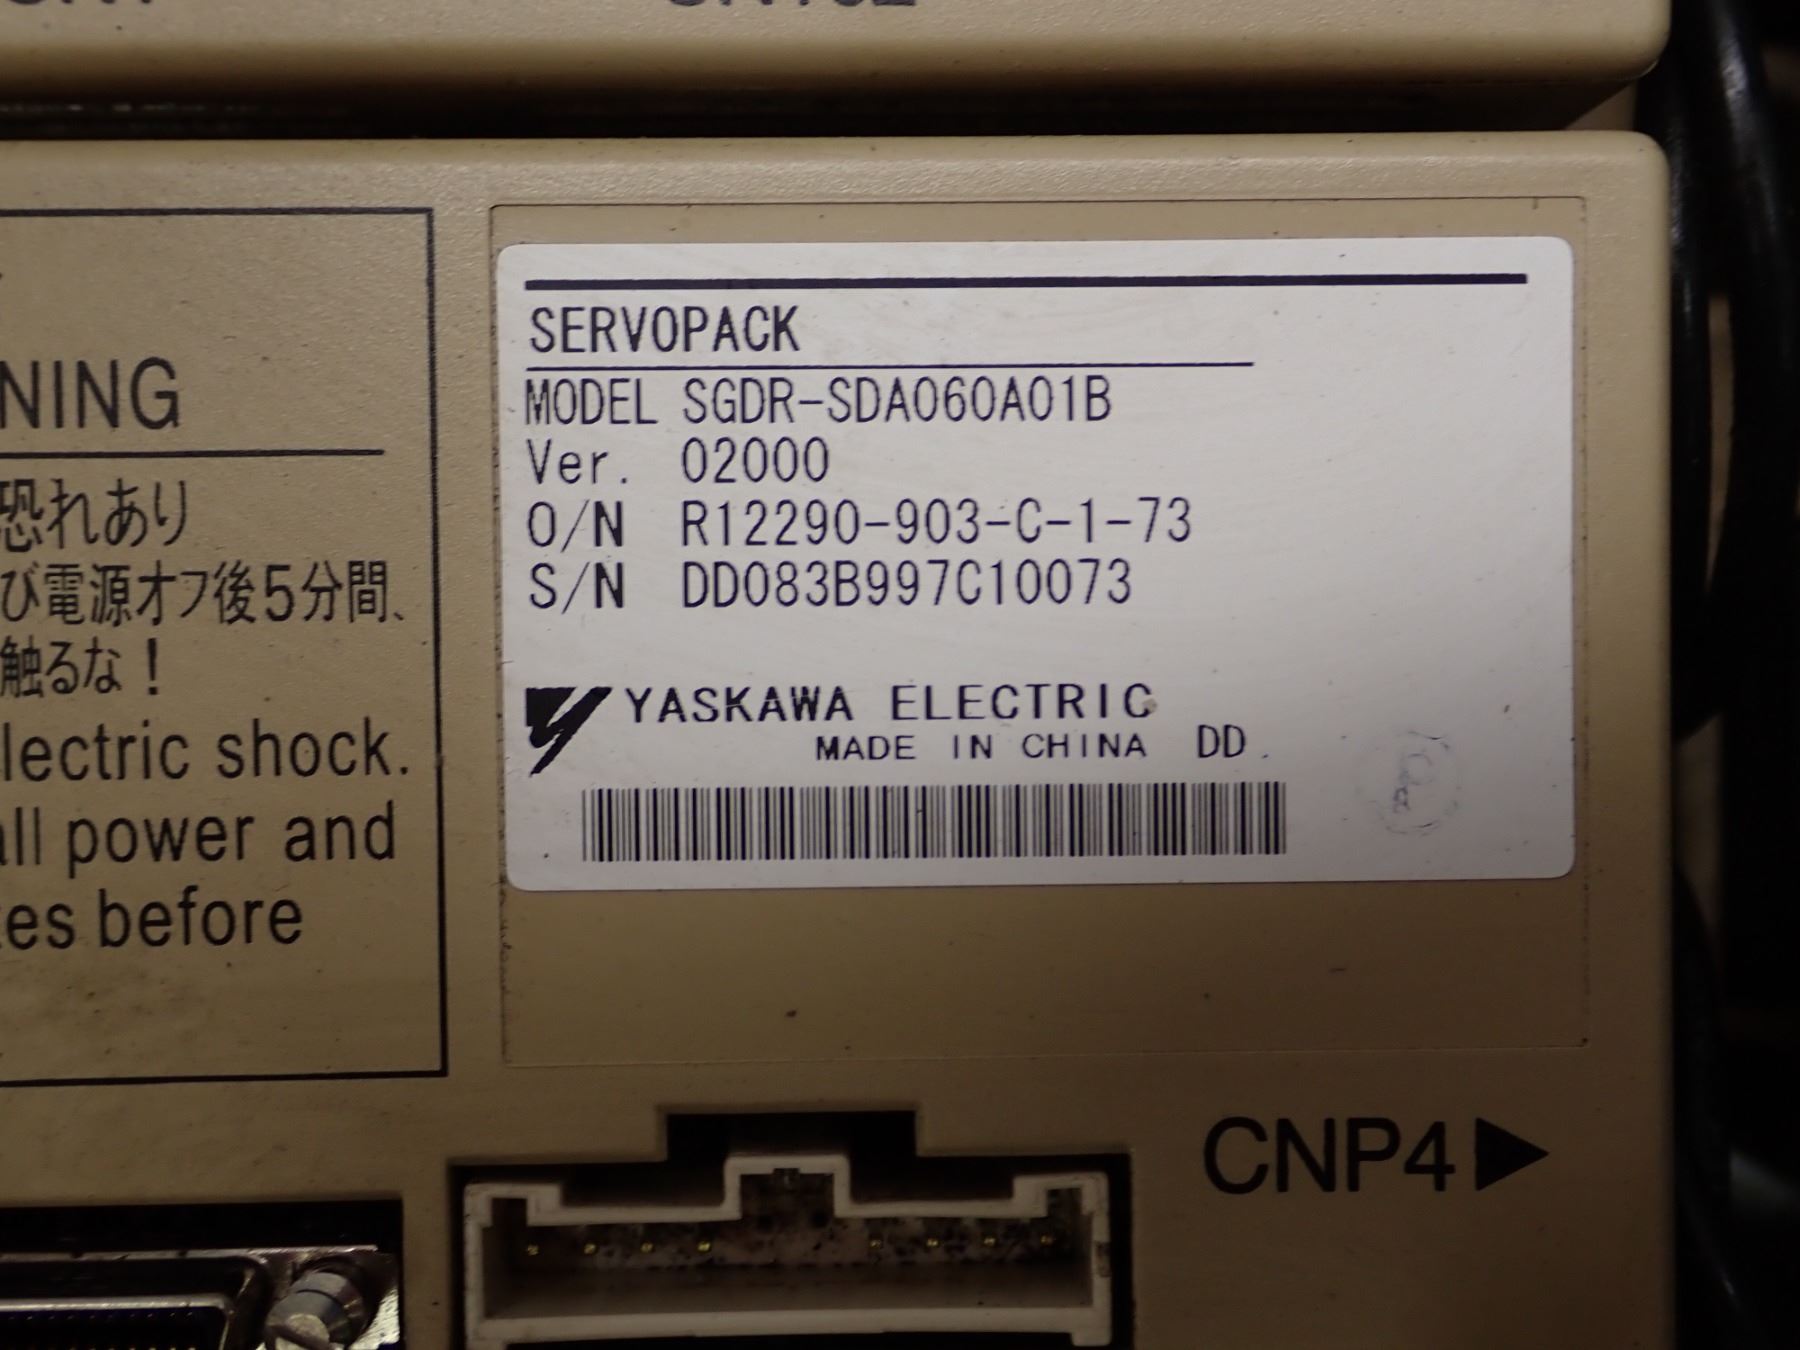 NING
恐れあり
び電源オフ後5分間、
触るな！
lectric shock.
all power and
tes before
SERVOPACK
MODEL SGDR-SDA060A01B
Ver. 02000
O/N R12290-903-C-1-73
S/N DD083B997C10073
YASKAWA ELECTRIC
MADE IN CHINA DD.
CNP4▶